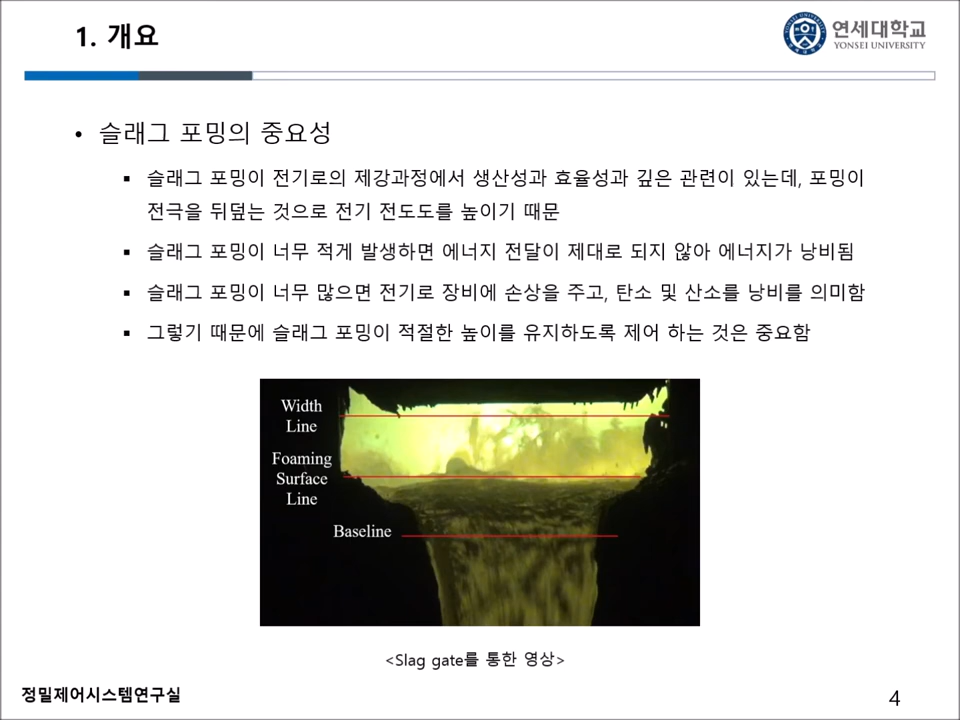 1. 개요
연세대학교
YONSEI UNIVERSITY
• 슬래그 포밍의 중요성
▪ 슬래그 포밍이 전기로의 제강과정에서 생산성과 효율성과 깊은 관련이 있는데, 포밍이
전극을 뒤덮는 것으로 전기 전도도를 높이기 때문
▪ 슬래그 포밍이 너무 적게 발생하면 에너지 전달이 제대로 되지 않아 에너지가 낭비됨
▪ 슬래그 포밍이 너무 많으면 전기로 장비에 손상을 주고, 탄소 및 산소를 낭비를 의미함
▪ 그렇기 때문에 슬래그 포밍이 적절한 높이를 유지하도록 제어 하는 것은 중요함
Width
Line
Foaming
Surface
Line
Baseline
<Slag gate를 통한 영상>
정밀제어시스템연구실
4